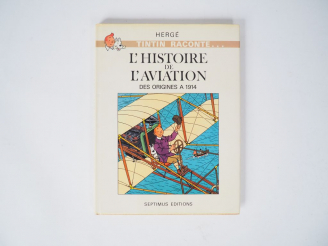 HERGÉ
TINTIN RACONTE...
L'HISTOIRE
DE
L'AVIATION
DES ORIGINES A 1914
SEPTIMUS EDITIONS